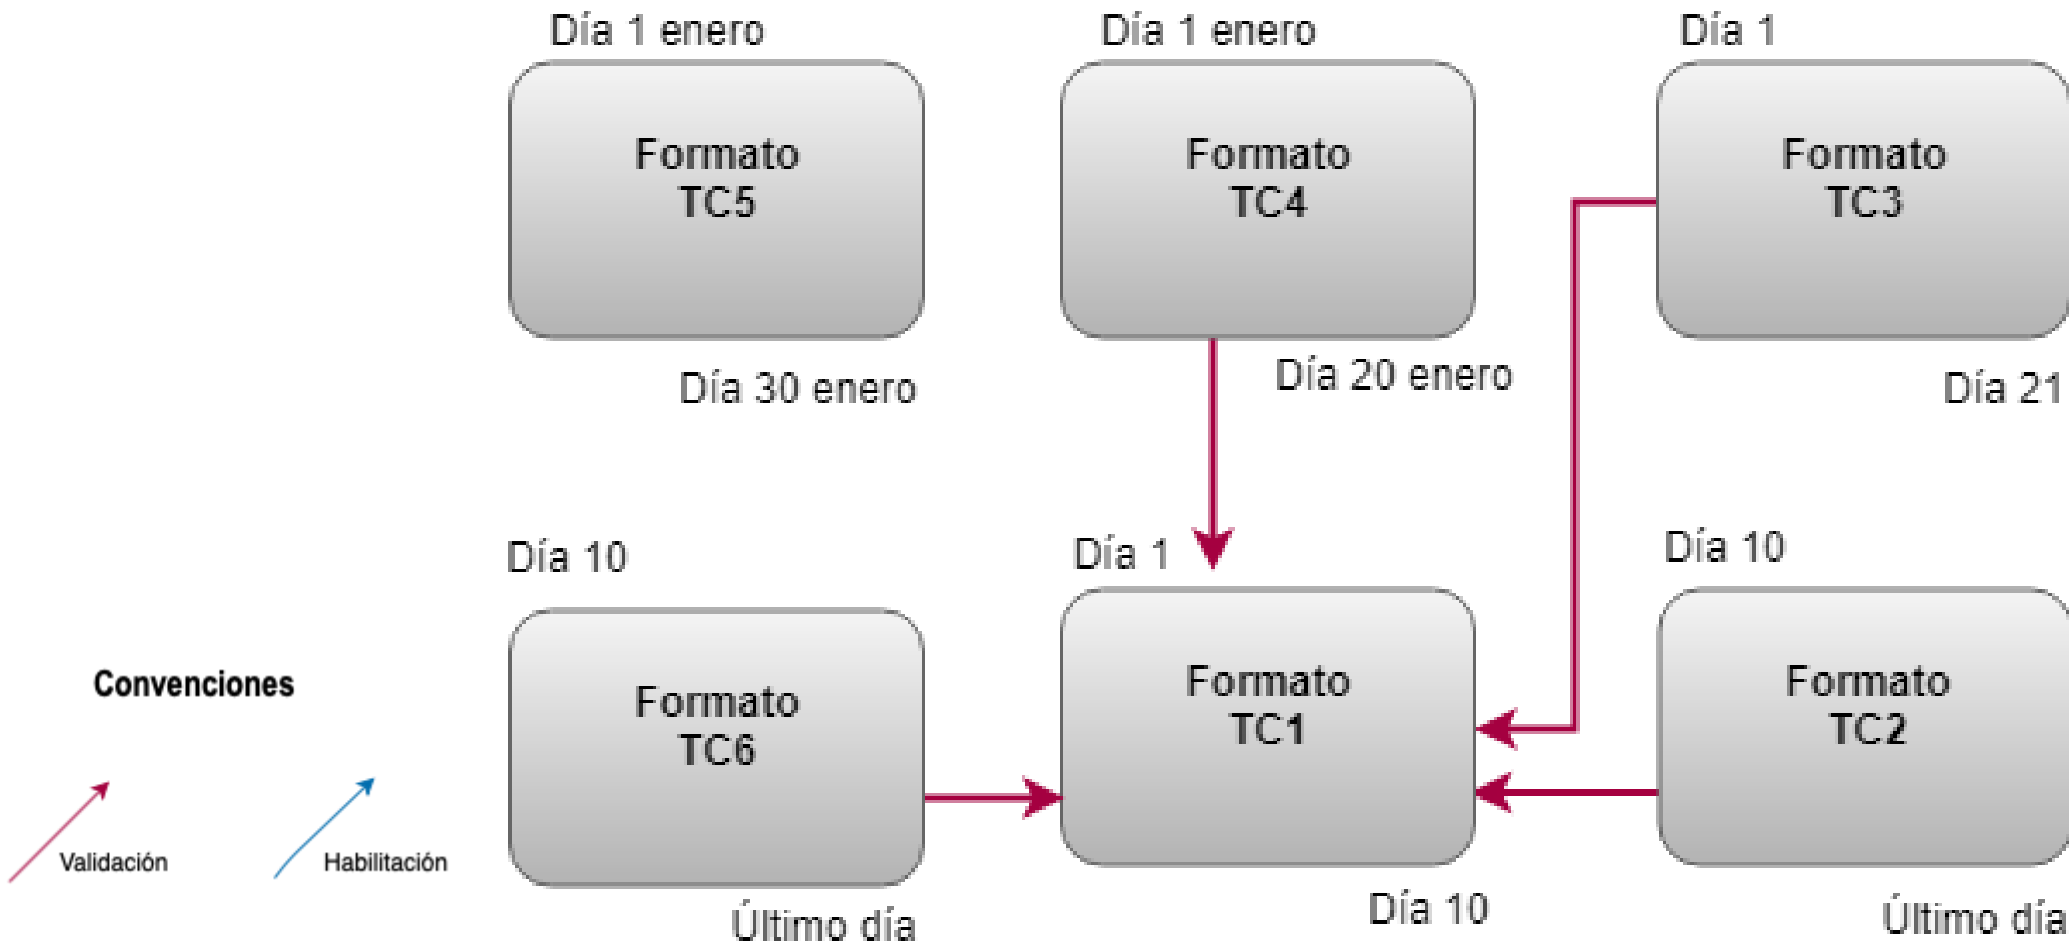 Día 1 enero
Formato
TC5
Día 30 enero
Día 1 enero
Formato
TC4
Día 20 enero
Día 1
Formato
TC3
Día 21
Día 10
Formato
TC6
Último día
Día 1
Formato
TC1
Día 10
Día 10
Formato
TC2
Último día
Convenciones
Validación
Habilitación